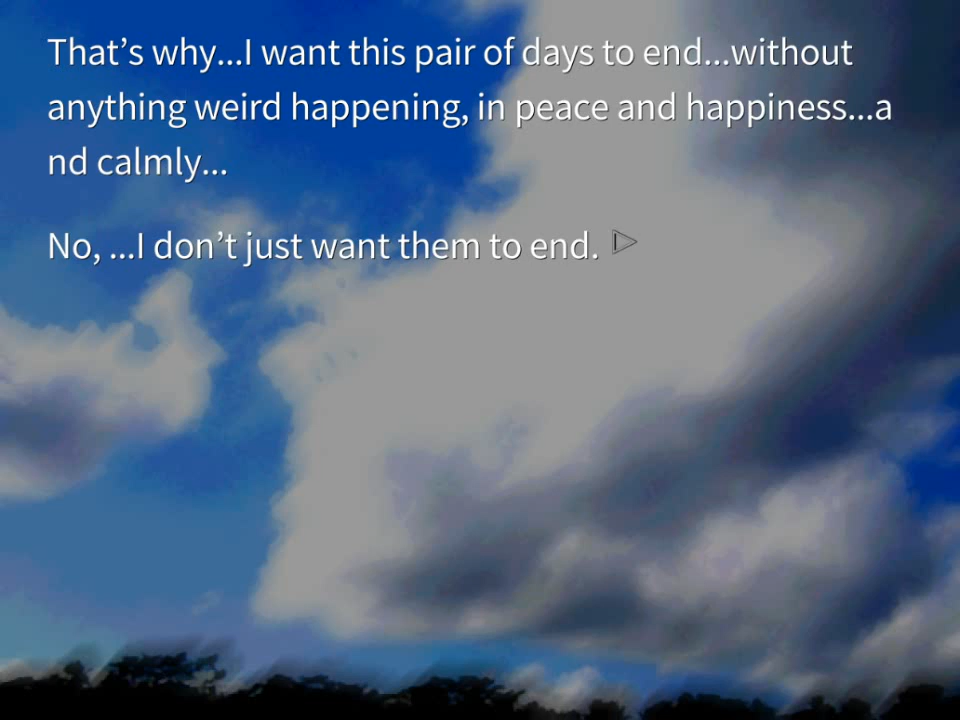 That’s why...I want this pair of days to end...without
anything weird happening, in peace and happiness...a
nd calmly...
No, ...I don’t just want them to end.